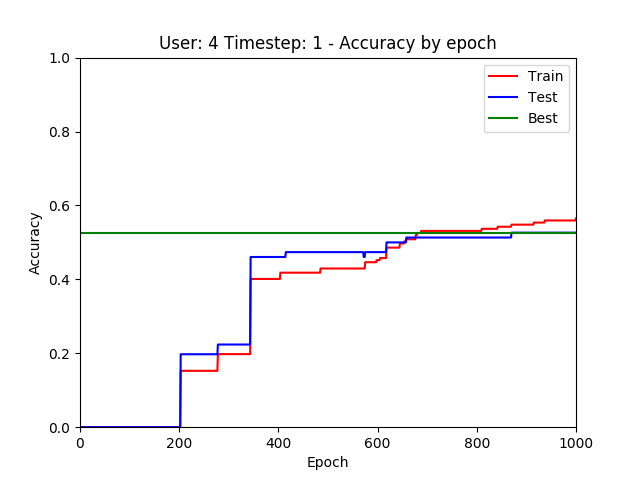 User: 4 Timestep: 1 - Accuracy by epoch
1.0
0.8
0.6
0.4
0.2
0.0
Accuracy
Train
Test
Best
0 200 400 600 800 1000
Epoch